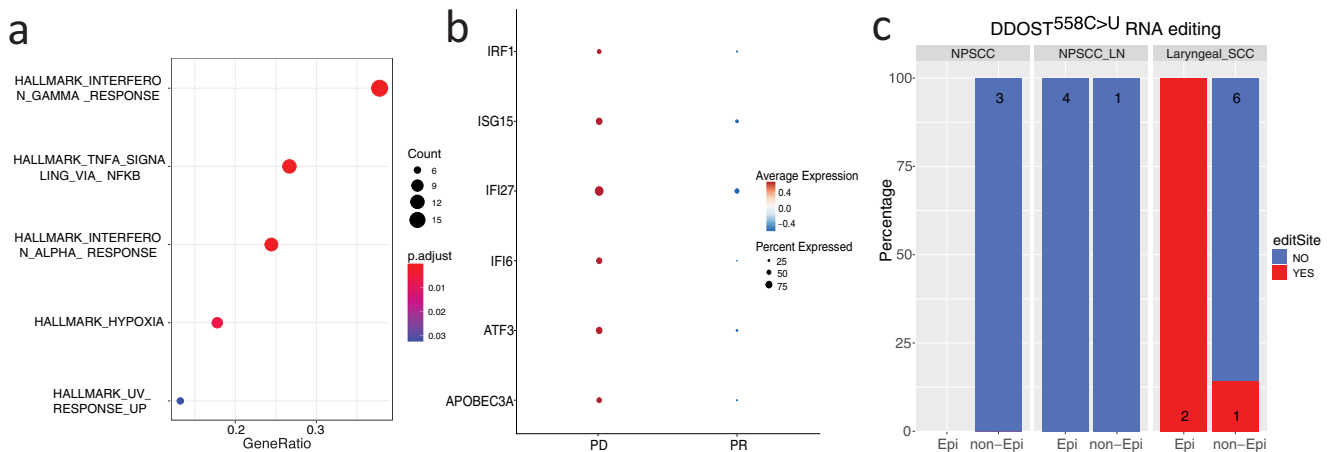 a
HALLMARK_INTERFERO
N_GAMMA _RESPONSE
HALLMARK_TNFA_SIGNA
LING_VIA_ NFKB
HALLMARK_INTERFERO
N_ALPHA_ RESPONSE
HALLMARK_HYPOXIA
HALLMARK_UV_
RESPONSE_UP
0.2
0.3
GeneRatio
Count
6
9
12
15
p.adjust
0.01
0.02
0.03
b
IRF1
ISG15
IFI27
IFI6
ATF3
APOBEC3A
PD
PR
Average Expression
0.4
0.0
−0.4
Percent Expressed
25
50
75
c
DDOST558C>U RNA editing
NPSCC
NPSCC_LN
Laryngeal_SCC
Percentage
100
75
50
25
0
3
4
1
6
2
1
Epi
non−Epi
Epi
non−Epi
Epi
non−Epi
editSite
NO
YES